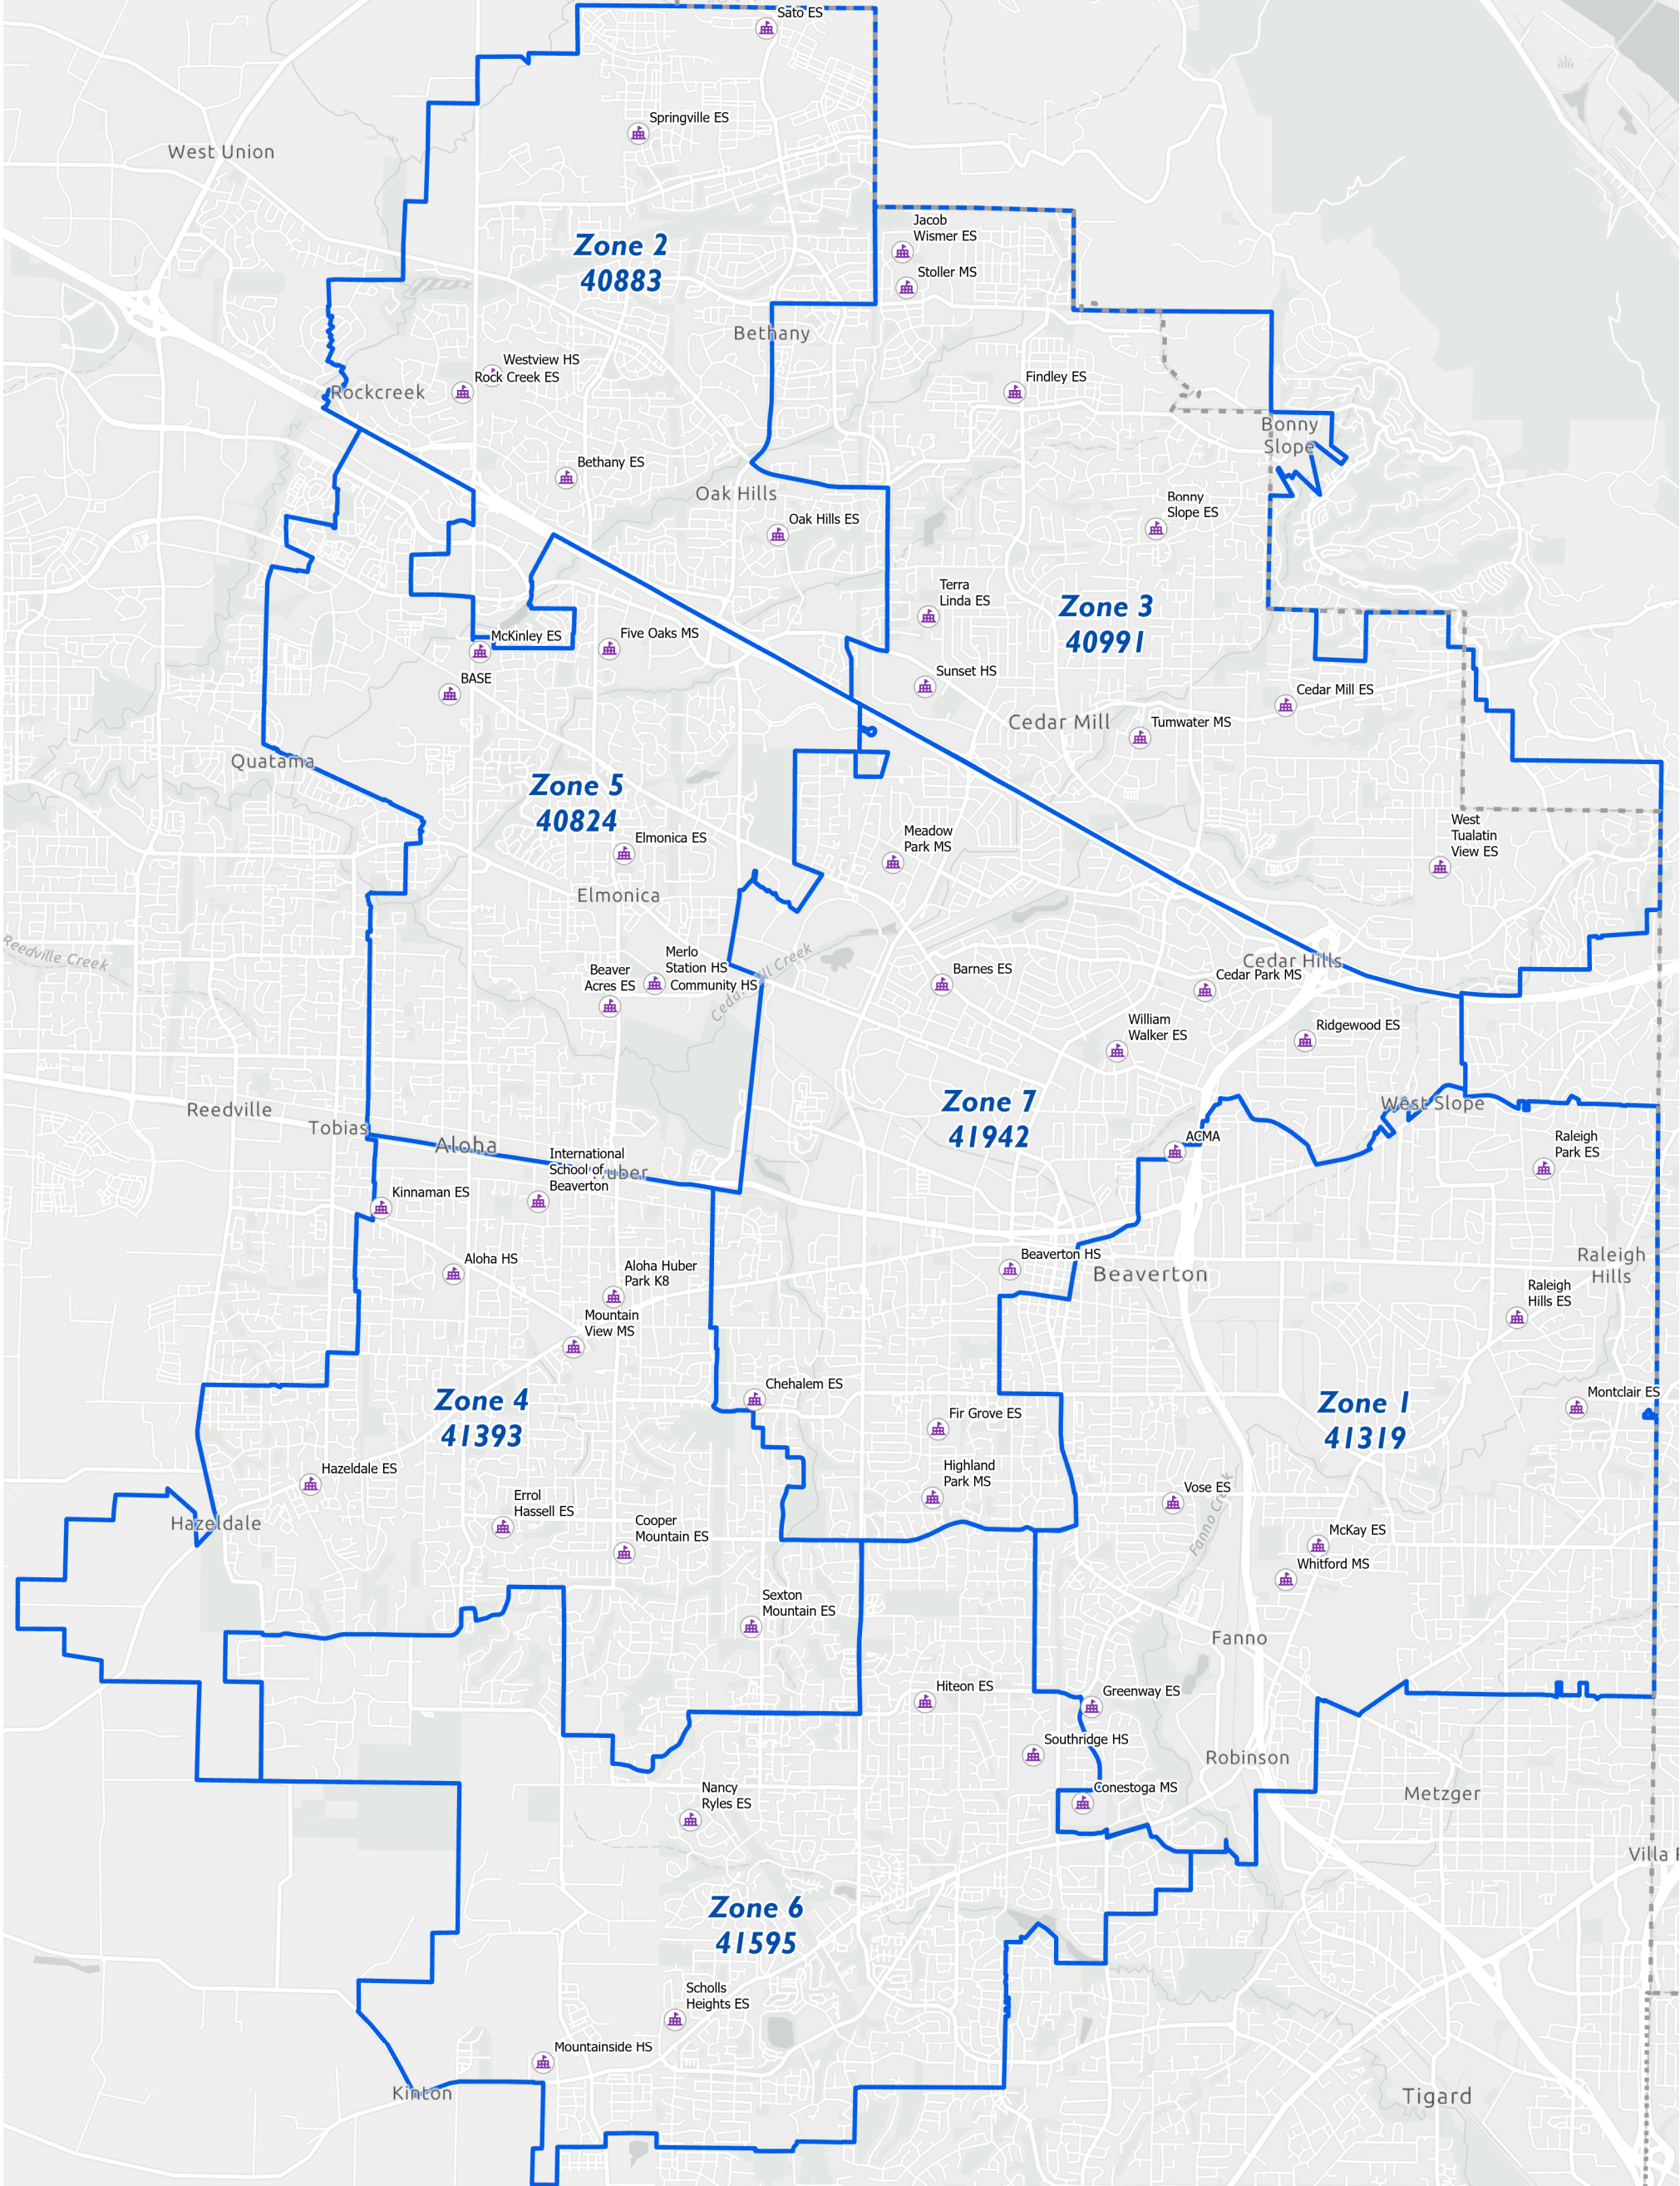 Sato ES
Springville ES
West Union
Jacob
Wismer ES
Zone 2
40883
Stoller MS
Bethany
Westview HS
Rock Creek ES
Findley ES
Rockcreek
Bonny
Slope
Bethany ES
Oak Hills
Bonny
Slope ES
Oak Hills ES
Terra
Linda ES
Zone 3
40991
McKinley ES
Five Oaks MS
BASE
Sunset HS
Cedar Mill ES
Cedar Mill
Tumwater MS
Quatama
Zone 5
40824
West
Tualatin
View ES
Elmonica ES
Meadow
Park MS
Elmonica
Reedville Creek
Merlo
Station HS
Community HS
Beaver
Acres ES
Barnes ES
Cedar Hills
Cedar Park MS
William
Walker ES
Ridgewood ES
Zone 7
41942
West Slope
Reedville
Tobias
Aloha
ACMA
Raleigh
Park ES
International
School of
Beaverton
Kinnaman ES
Aloha HS
Beaverton HS
Beaverton
Raleigh
Hills
Aloha Huber
Park K8
Raleigh
Hills ES
Mountain
View MS
Chehalem ES
Montclair ES
Zone 4
41393
Zone 1
41319
Fir Grove ES
Hazeldale ES
Highland
Park MS
Vose ES
Errol
Hassell ES
Hazeldale
Cooper
Mountain ES
Fanno Creek
McKay ES
Whitford MS
Sexton
Mountain ES
Fanno
Hiteon ES
Greenway ES
Southridge HS
Robinson
Nancy
Ryles ES
Conestoga MS
Metzger
Zone 6
41595
Scholls
Heights ES
Mountainside HS
Kinton
Tigard